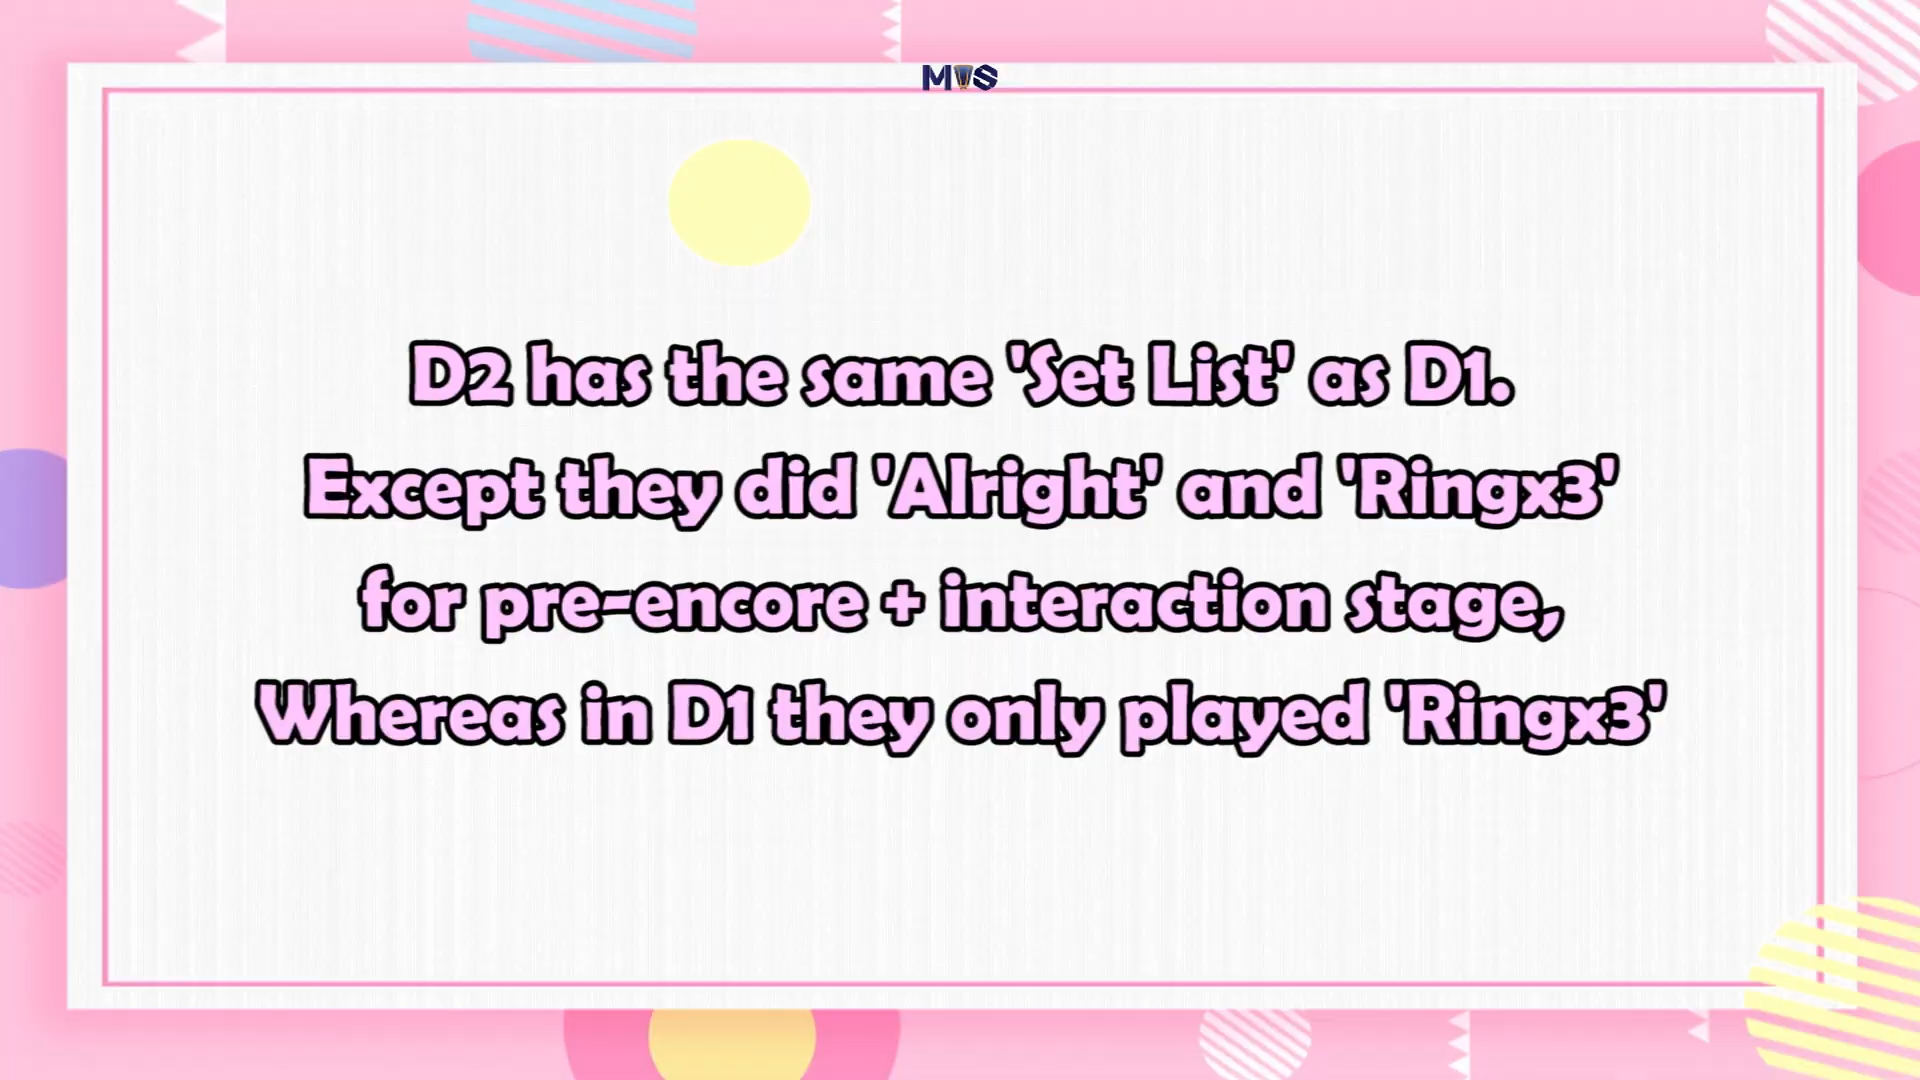 MVS
D2 has the same 'Set List' as D1.
Except they did 'Alright' and 'Ringx3'
for pre-encore + interaction stage,
Whereas in D1 they only played 'Ringx3'